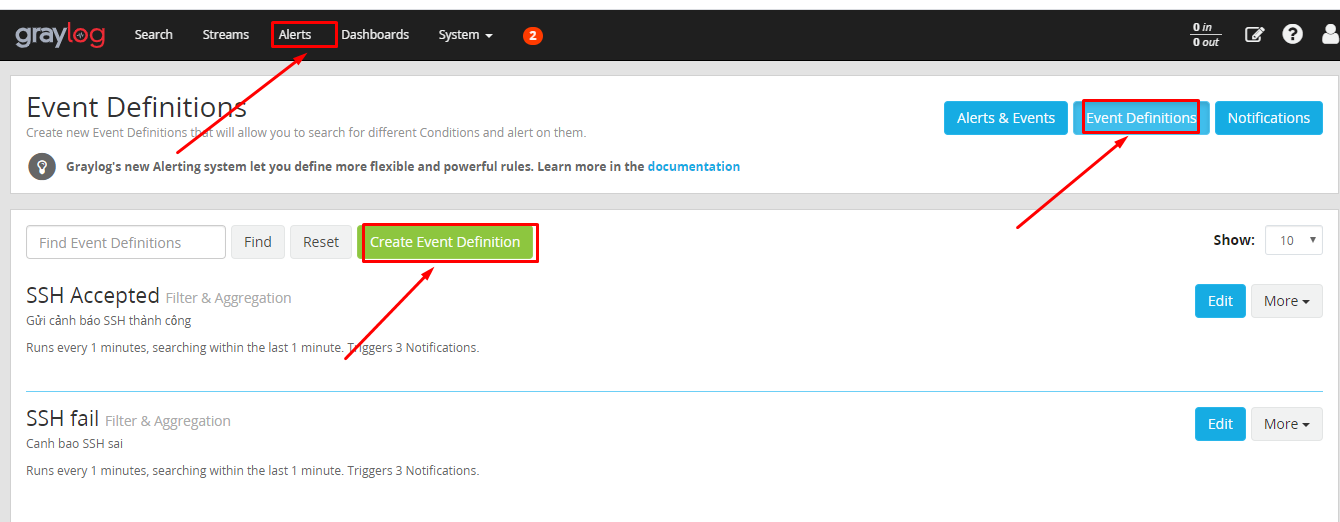 graylog Search Streams Alerts Dashboards System 2 0 in
0 out
Event Definitions
Create new Event Definitions that will allow you to search for different Conditions and alert on them.
Alerts & Events Event Definitions Notifications
Graylog's new Alerting system let you define more flexible and powerful rules. Learn more in the documentation
Find Event Definitions Find Reset Create Event Definition Show: 10
SSH Accepted Filter & Aggregation Edit More
Gửi cảnh báo SSH thành công
Runs every 1 minutes, searching within the last 1 minute. Triggers 3 Notifications.
SSH fail Filter & Aggregation Edit More
Canh bao SSH sai
Runs every 1 minutes, searching within the last 1 minute. Triggers 3 Notifications.